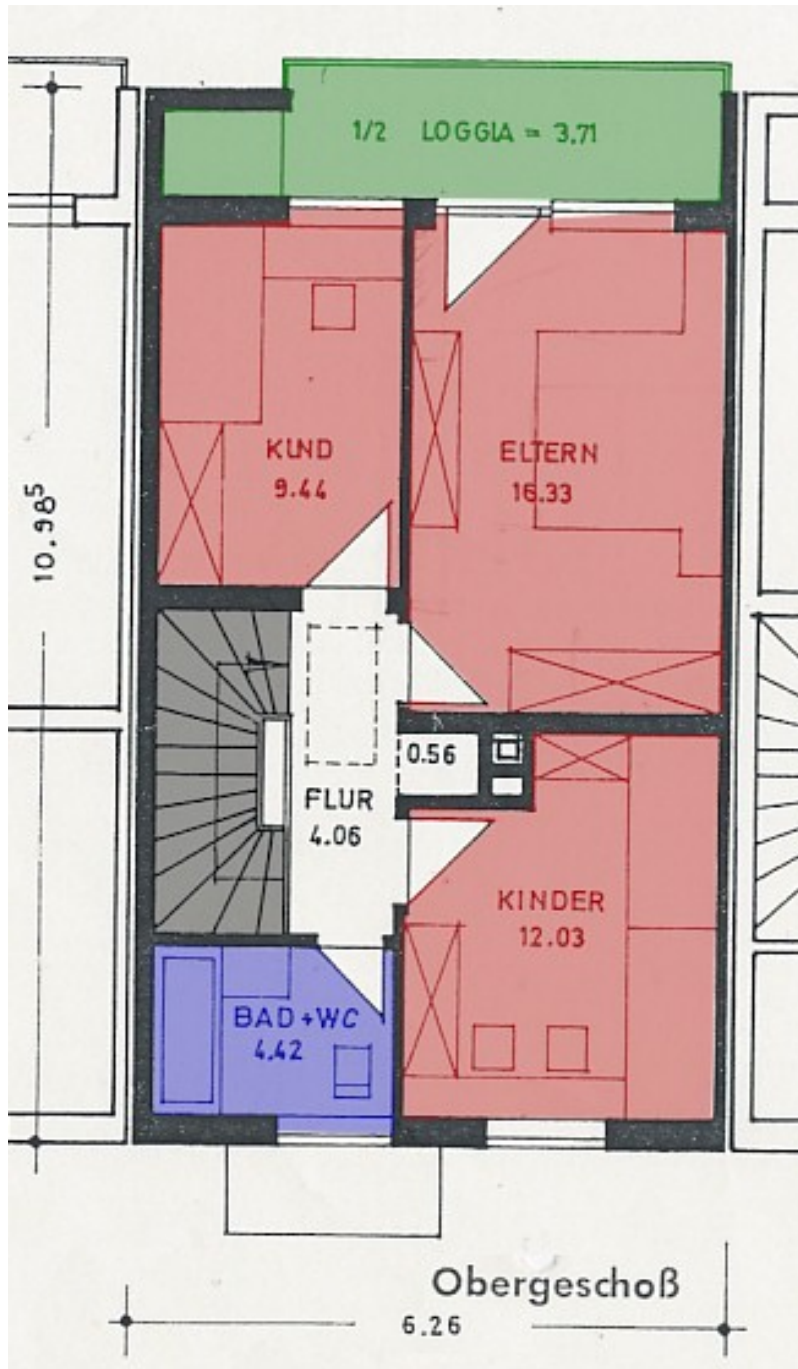 1/2 LOGGIA = 3.71
KUND
9.44
ELTERN
16.33
10.98⁵
0.56
FLUR
4.06
KINDER
12.03
BAD + WC
4.42
Obergeschoß
6.26